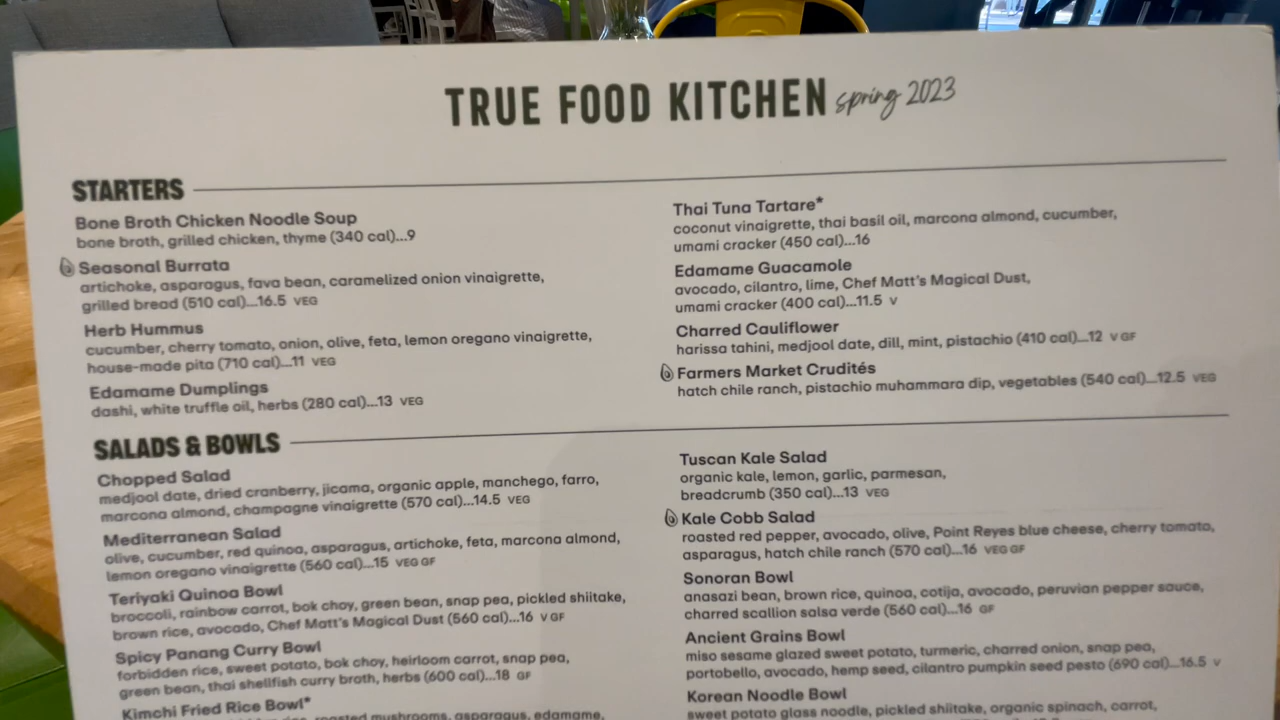 TRUE FOOD KITCHEN spring 2023
STARTERS
Bone Broth Chicken Noodle Soup
bone broth, grilled chicken, thyme (340 cal)...9
Seasonal Burrata
artichoke, asparagus, fava bean, caramelized onion vinaigrette,
grilled bread (510 cal)...16.5 VEG
Herb Hummus
cucumber, cherry tomato, onion, olive, feta, lemon oregano vinaigrette,
house-made pita (710 cal)...11 VEG
Edamame Dumplings
dashi, white truffle oil, herbs (280 cal)...13 VEG
Thai Tuna Tartare*
coconut vinaigrette, thai basil oil, marcona almond, cucumber,
umami cracker (450 cal)...16
Edamame Guacamole
avocado, cilantro, lime, Chef Matt's Magical Dust,
umami cracker (400 cal)...11.5 V
Charred Cauliflower
harissa tahini, medjool date, dill, mint, pistachio (410 cal)...12 V GF
Farmers Market Crudités
hatch chile ranch, pistachio muhammara dip, vegetables (540 cal)...12.5 VEG
SALADS & BOWLS
Chopped Salad
medjool date, dried cranberry, jicama, organic apple, manchego, farro,
marcona almond, champagne vinaigrette (570 cal)...14.5 VEG
Mediterranean Salad
olive, cucumber, red quinoa, asparagus, artichoke, feta, marcona almond,
lemon oregano vinaigrette (560 cal)...15 VEG GF
Teriyaki Quinoa Bowl
broccoli, rainbow carrot, bok choy, green bean, snap pea, pickled shiitake,
brown rice, avocado, Chef Matt's Magical Dust (560 cal)...16 V GF
Spicy Panang Curry Bowl
forbidden rice, sweet potato, bok choy, heirloom carrot, snap pea,
green bean, thai shellfish curry broth, herbs (600 cal)...18 GF
Kimchi Fried Rice Bowl*
roasted mushrooms, asparagus, edamame,
Tuscan Kale Salad
organic kale, lemon, garlic, parmesan,
breadcrumb (350 cal)...13 VEG
Kale Cobb Salad
roasted red pepper, avocado, olive, Point Reyes blue cheese, cherry tomato,
asparagus, hatch chile ranch (570 cal)...16 VEG GF
Sonoran Bowl
anasazi bean, brown rice, quinoa, cotija, avocado, peruvian pepper sauce,
charred scallion salsa verde (560 cal)...16 GF
Ancient Grains Bowl
miso sesame glazed sweet potato, turmeric, charred onion, snap pea,
portobello, avocado, hemp seed, cilantro pumpkin seed pesto (690 cal)...16.5 V
Korean Noodle Bowl
sweet potato glass noodle, pickled shiitake, organic spinach, carrot,